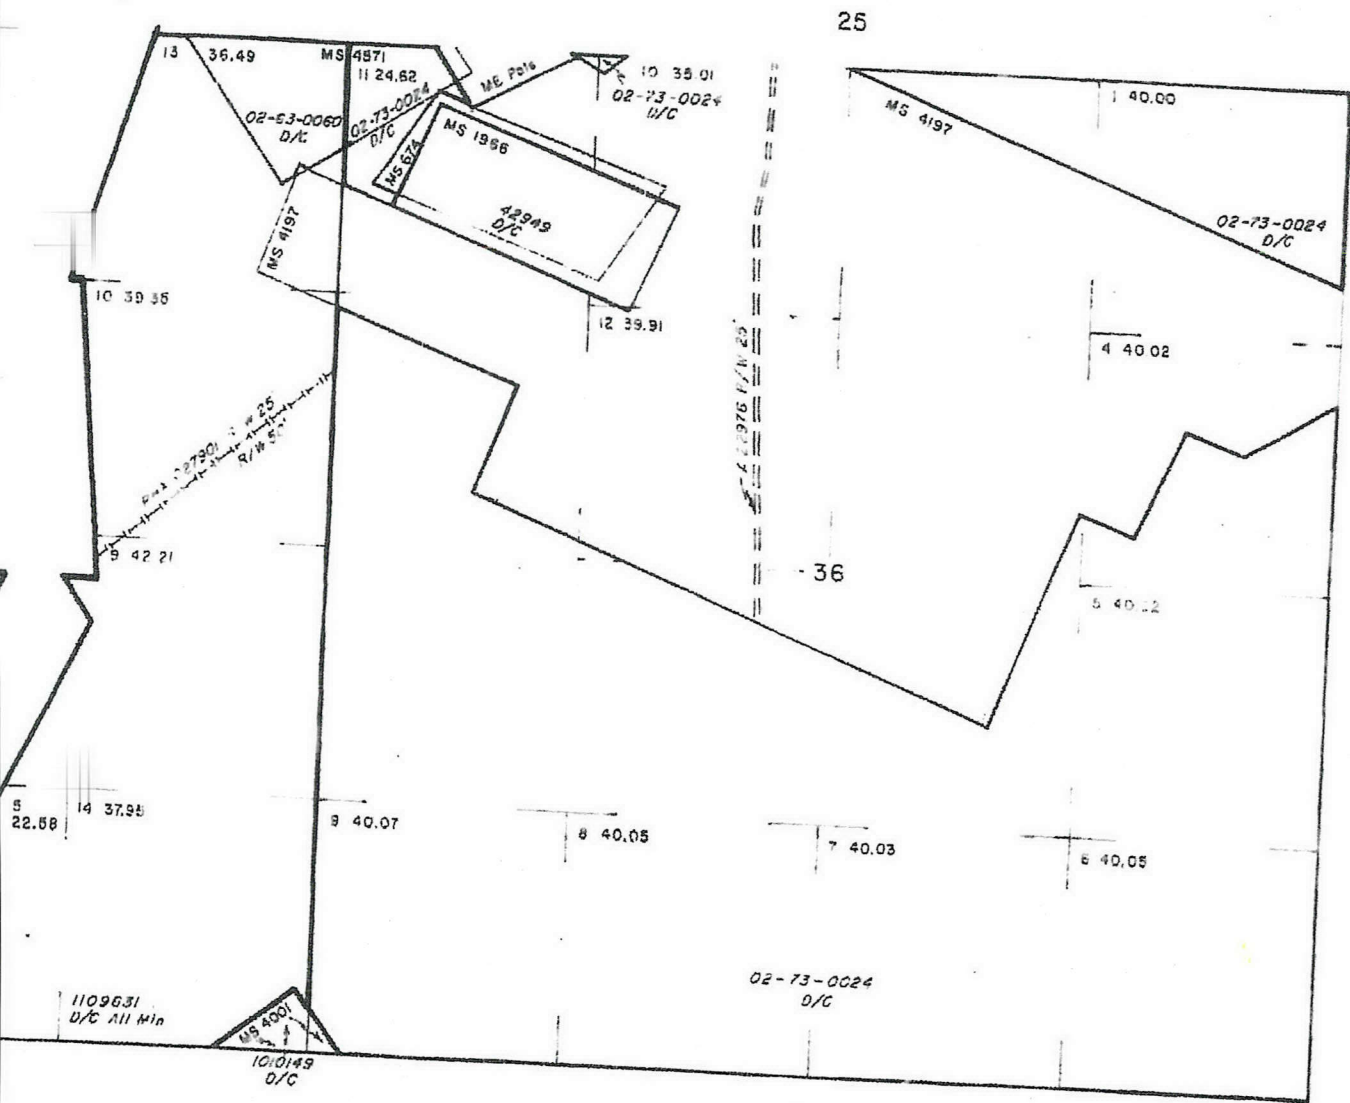 25
13 36.49
MS 4571
11 24.62
ME Pols
10 35.01
02-73-0024
D/C
1 40.00
MS 4197
02-63-0060
D/C
02-73-0024
D/C
MS 1966
MS 674
42949
D/C
MS 4197
02-73-0024
D/C
10 39 36
12 39.91
4 40 02
22976 R/W 25'
R/W 50'
9 42 21
36
5
22.68
14 37.95
9 40.07
8 40.05
7 40.03
6 40.05
02-73-0024
D/C
1109631
D/C All Min
MS 4001
1010149
D/C